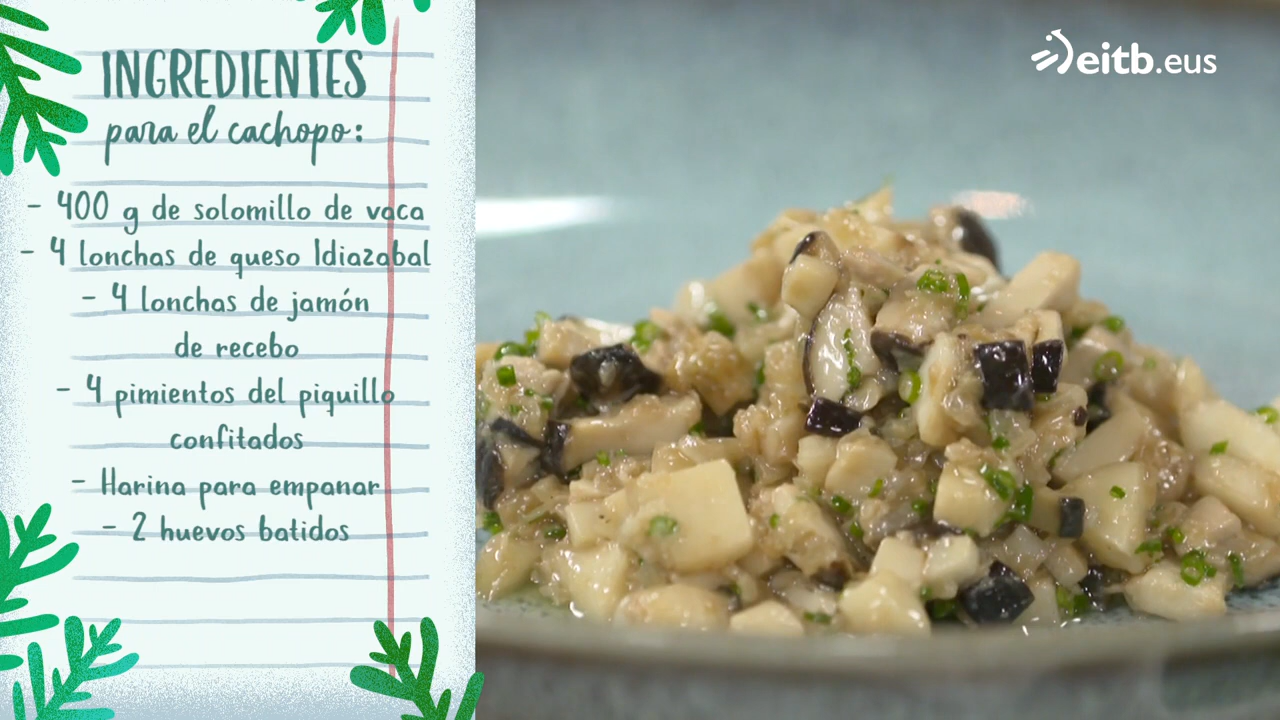 INGREDIENTES
para el cachopo:
- 400 g de solomillo de vaca
- 4 lonchas de queso Idiazabal
- 4 lonchas de jamón
de recebo
- 4 pimientos del piquillo
confitados
- Harina para empanar
- 2 huevos batidos
eitb.eus